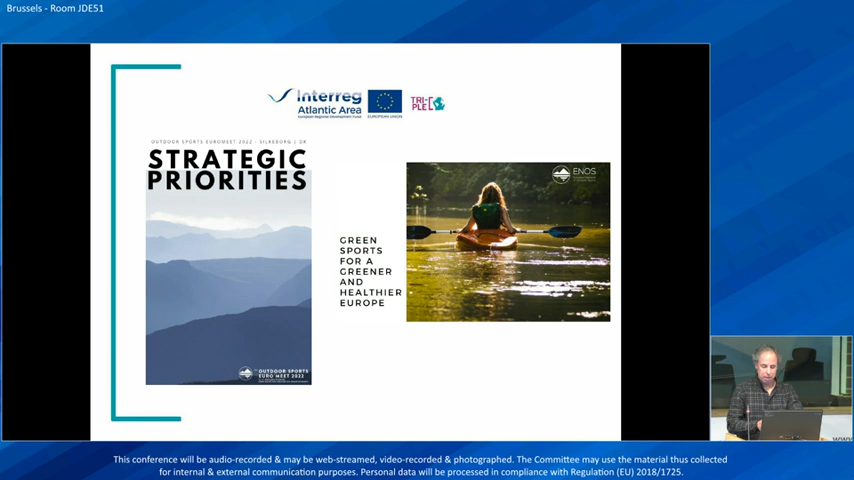 Brussels - Room JDE51
Interreg
Atlantic Area
European Regional Development Fund
EUROPEAN UNION
TRI-
PLE
OUTDOOR SPORTS EUROMEET 2022 | SILKEBORG | DK
STRATEGIC
PRIORITIES
OUTDOOR SPORTS
EURO MEET 2022
GREEN
SPORTS
FOR A
GREENER
AND
HEALTHIER
EUROPE
ENOS
This conference will be audio-recorded & may be web-streamed, video-recorded & photographed. The Committee may use the material thus collected
for internal & external communication purposes. Personal data will be processed in compliance with Regulation (EU) 2018/1725.